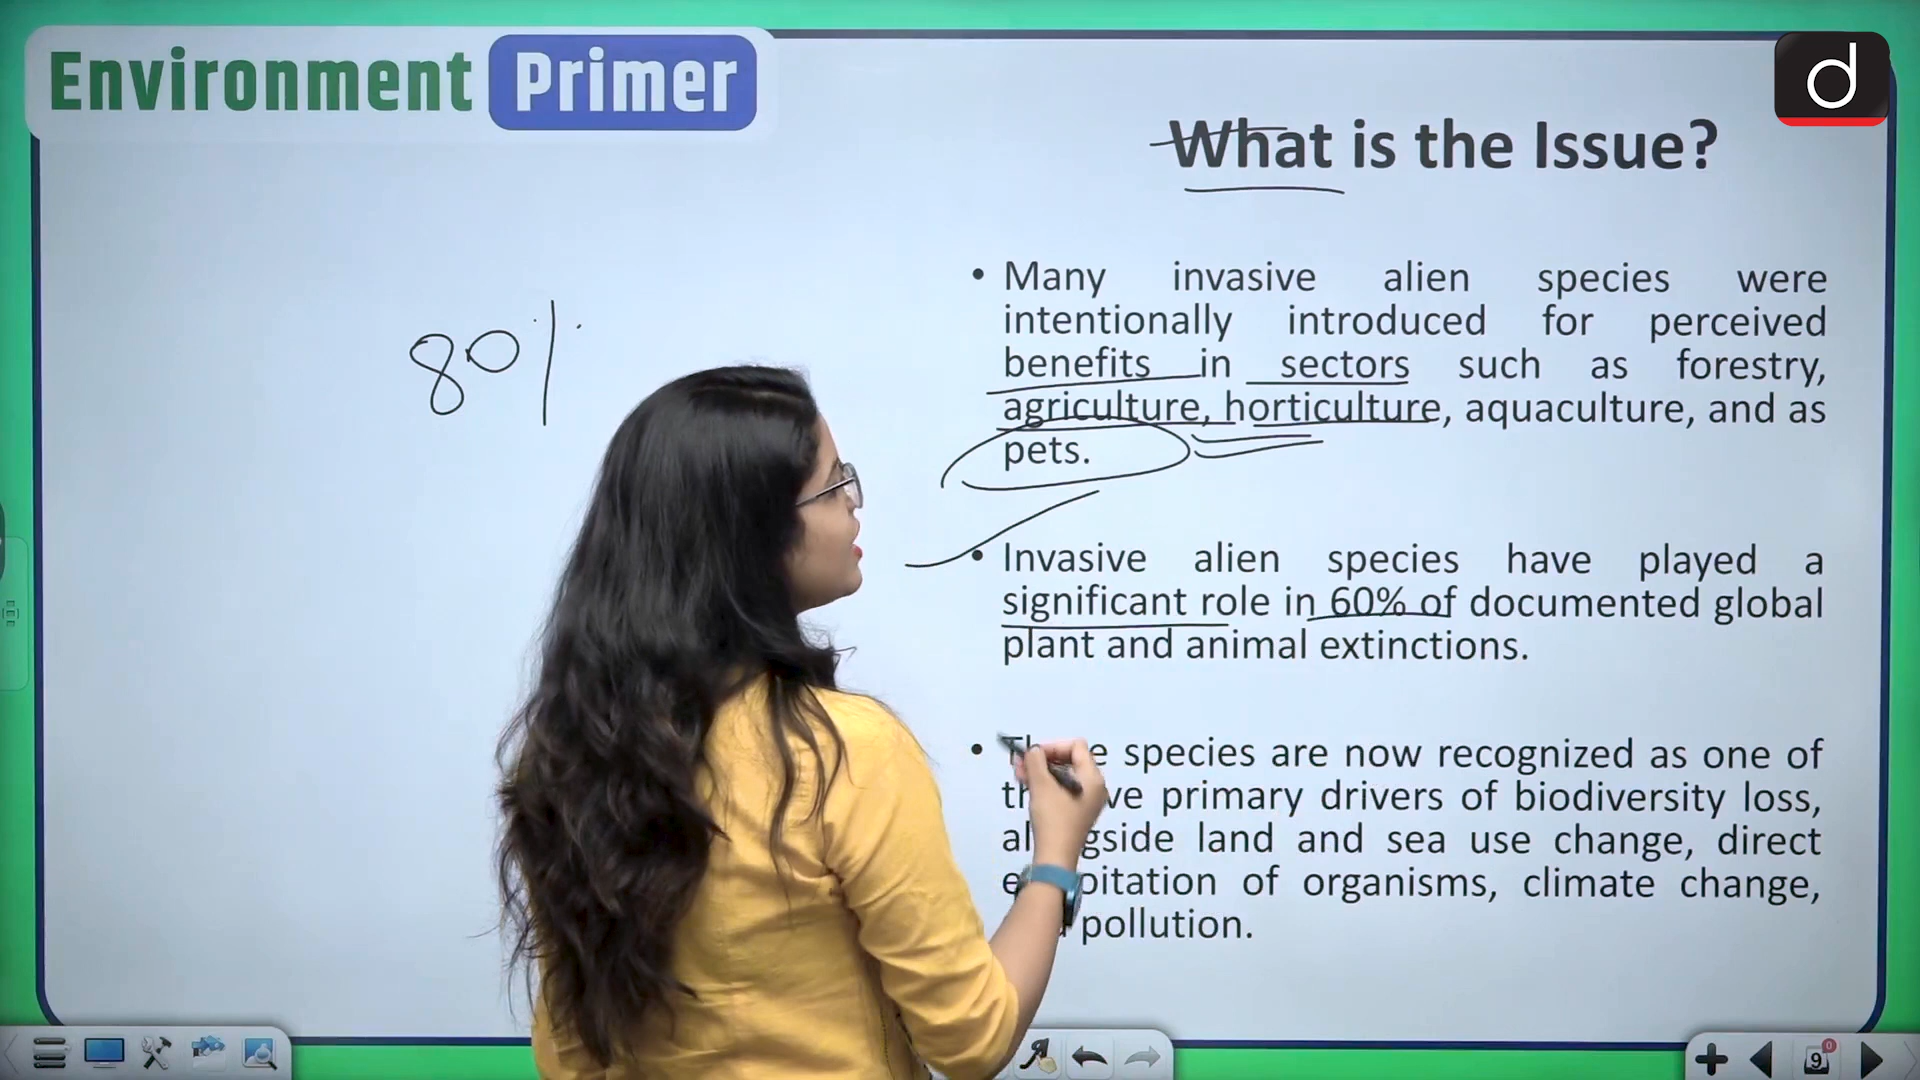 Environment Primer
d
What is the Issue?
• Many invasive alien species were
intentionally introduced for perceived
benefits in sectors such as forestry,
agriculture, horticulture, aquaculture, and as
pets.
80%
• Invasive alien species have played a
significant role in 60% of documented global
plant and animal extinctions.
• species are now recognized as one of
primary drivers of biodiversity loss,
land and sea use change, direct
of organisms, climate change,
pollution.
9
0